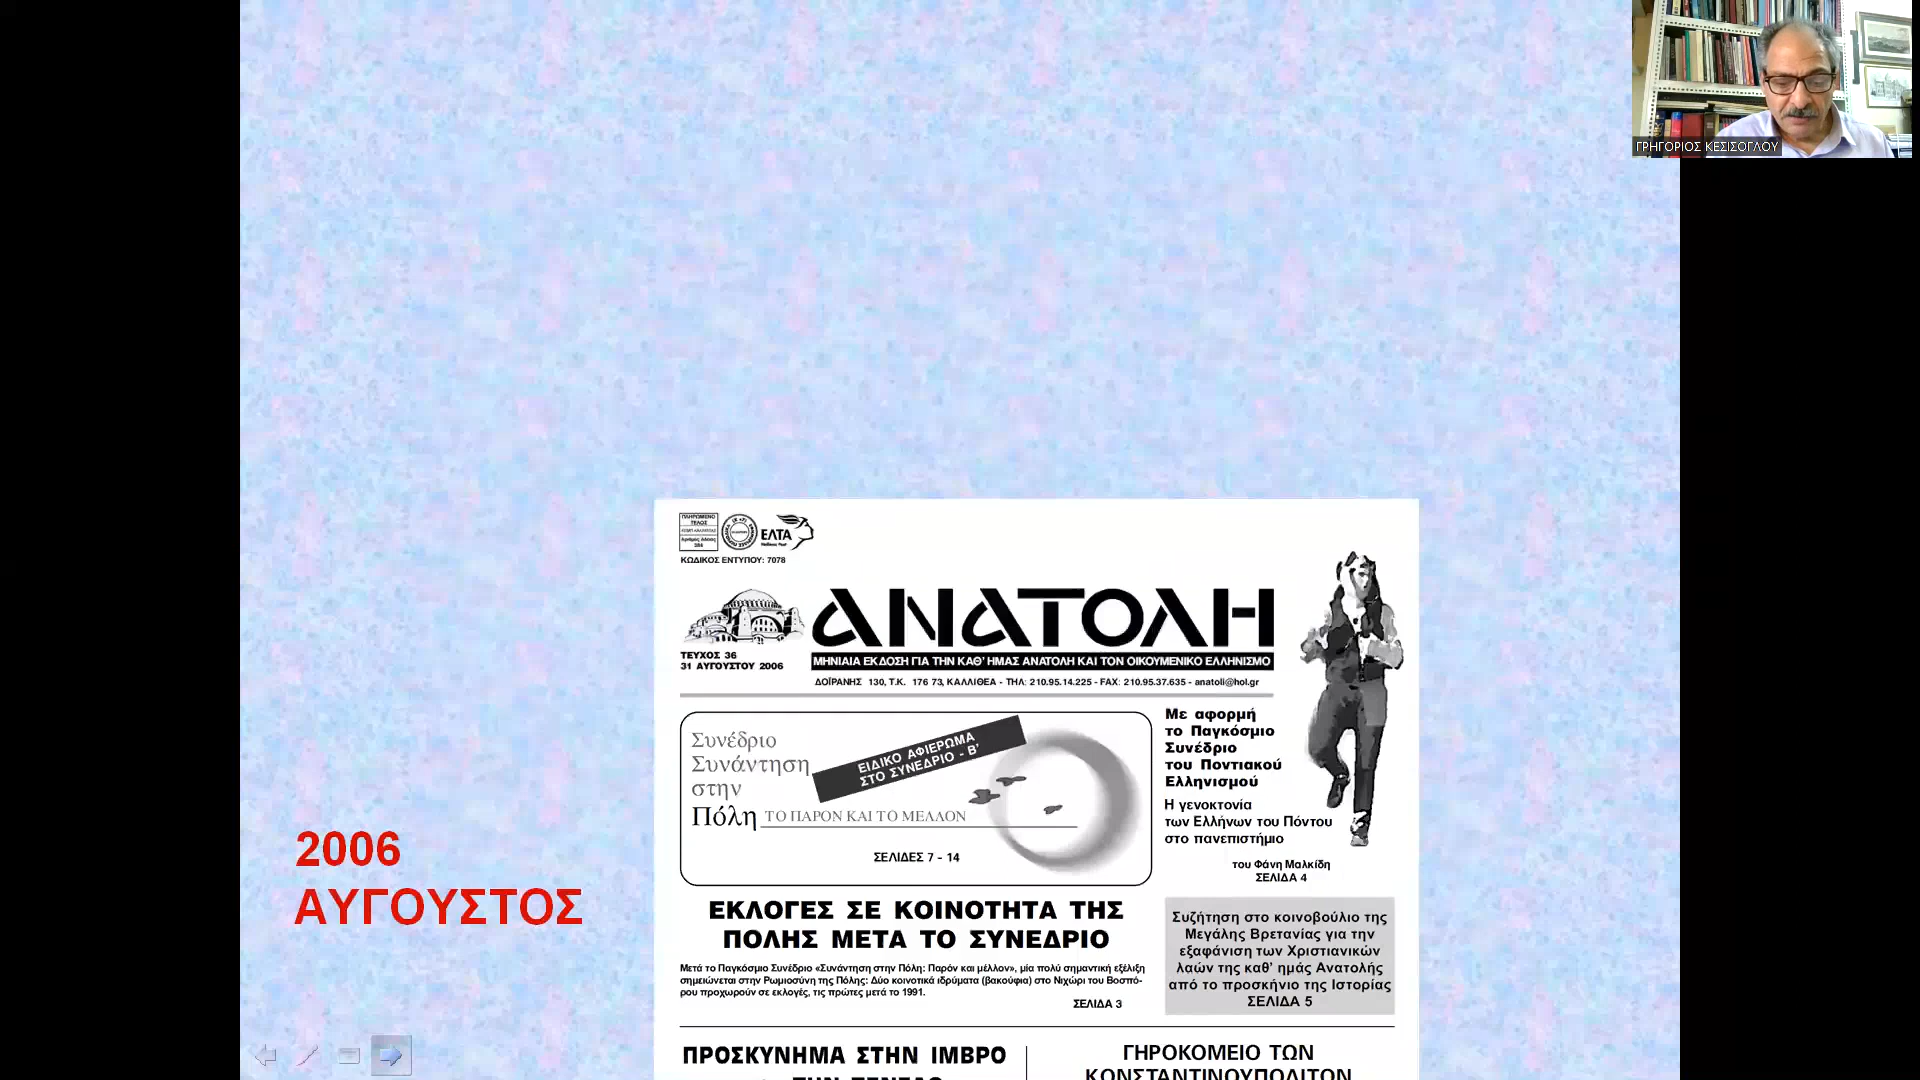 ΓΡΗΓΟΡΙΟΣ ΚΕΣΙΣΟΓΛΟΥ
2006
ΑΥΓΟΥΣΤΟΣ
ΠΛΗΡΩΜΕΝΟ
ΤΕΛΟΣ
ΕΛΤΑ
Hellenic Post
ΚΩΔΙΚΟΣ ΕΝΤΥΠΟΥ: 7078
ΑΝΑΤΟΛΗ
ΤΕΥΧΟΣ 36
31 ΑΥΓΟΥΣΤΟΥ 2006
ΜΗΝΙΑΙΑ ΕΚΔΟΣΗ ΓΙΑ ΤΗΝ ΚΑΘ' ΗΜΑΣ ΑΝΑΤΟΛΗ ΚΑΙ ΤΟΝ ΟΙΚΟΥΜΕΝΙΚΟ ΕΛΛΗΝΙΣΜΟ
ΔΟΪΡΑΝΗΣ 130, Τ.Κ. 176 73, ΚΑΛΛΙΘΕΑ - ΤΗΛ: 210.95.14.225 - FAX: 210.95.37.635 - anatoli@hol.gr
Συνέδριο
Συνάντηση
στην
Πόλη ΤΟ ΠΑΡΟΝ ΚΑΙ ΤΟ ΜΕΛΛΟΝ
ΕΙΔΙΚΟ ΑΦΙΕΡΩΜΑ
ΣΤΟ ΣΥΝΕΔΡΙΟ - Β'
ΣΕΛΙΔΕΣ 7 - 14
Με αφορμή
το Παγκόσμιο
Συνέδριο
του Ποντιακού
Ελληνισμού
Η γενοκτονία
των Ελλήνων του Πόντου
στο πανεπιστήμιο
του Φάνη Μαλκίδη
ΣΕΛΙΔΑ 4
ΕΚΛΟΓΕΣ ΣΕ ΚΟΙΝΟΤΗΤΑ ΤΗΣ
ΠΟΛΗΣ ΜΕΤΑ ΤΟ ΣΥΝΕΔΡΙΟ
Μετά το Παγκόσμιο Συνέδριο «Συνάντηση στην Πόλη: Παρόν και μέλλον», μία πολύ σημαντική εξέλιξη
σημειώνεται στην Ρωμιοσύνη της Πόλης: Δύο κοινοτικά ιδρύματα (βακούφια) στο Νιχώρι του Βοσπό-
ρου προχωρούν σε εκλογές, τις πρώτες μετά το 1991.
ΣΕΛΙΔΑ 3
Συζήτηση στο κοινοβούλιο της
Μεγάλης Βρετανίας για την
εξαφάνιση των Χριστιανικών
λαών της καθ' ημάς Ανατολής
από το προσκήνιο της Ιστορίας
ΣΕΛΙΔΑ 5
ΠΡΟΣΚΥΝΗΜΑ ΣΤΗΝ ΙΜΒΡΟ
ΓΗΡΟΚΟΜΕΙΟ ΤΩΝ
ΚΩΝΣΤΑΝΤΙΝΟΥΠΟΛΙΤΩΝ